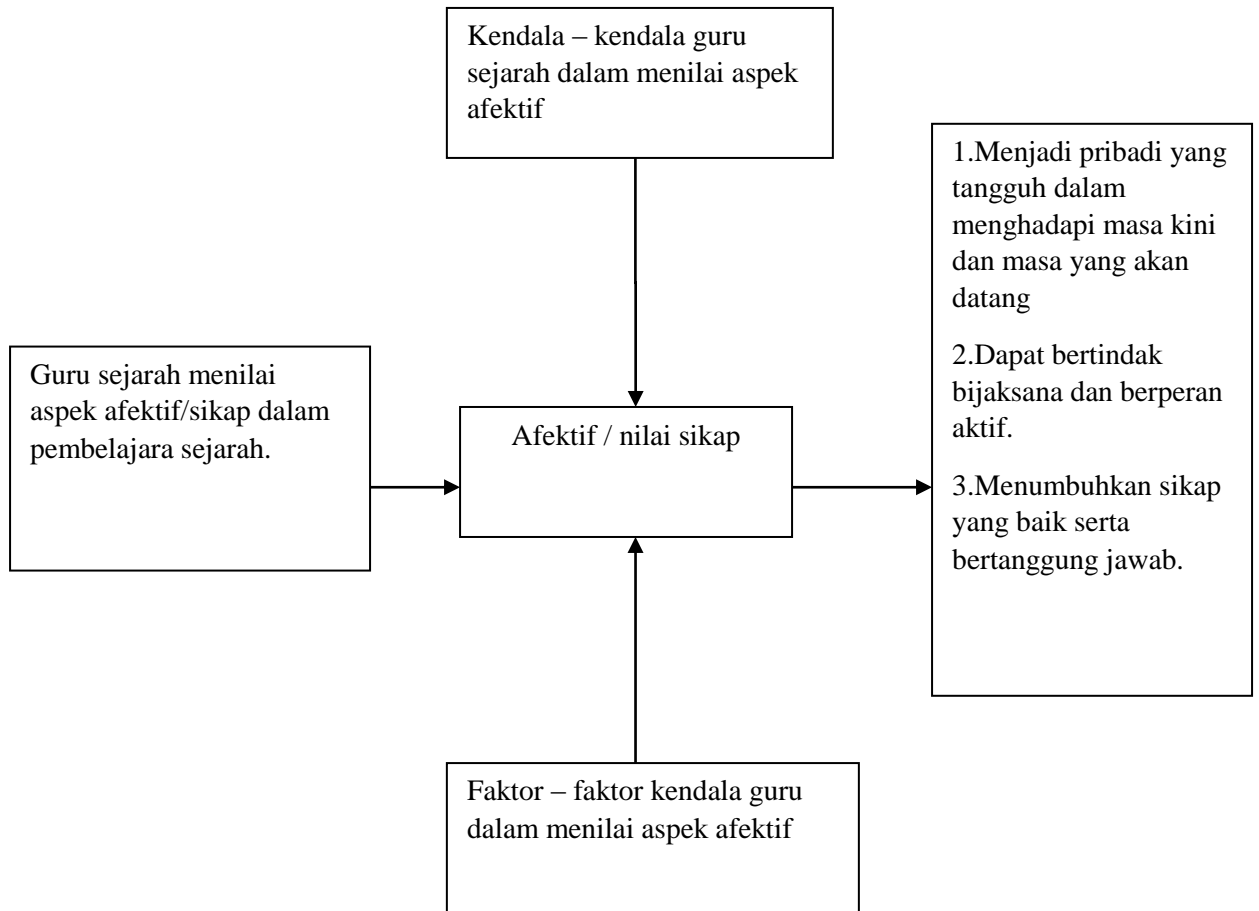 Kendala – kendala guru
sejarah dalam menilai aspek
afektif
1.Menjadi pribadi yang
tangguh dalam
menghadapi masa kini
dan masa yang akan
datang
2.Dapat bertindak
bijaksana dan berperan
aktif.
3.Menumbuhkan sikap
yang baik serta
bertanggung jawab.
Guru sejarah menilai
aspek afektif/sikap dalam
pembelajara sejarah.
Afektif / nilai sikap
Faktor – faktor kendala guru
dalam menilai aspek afektif